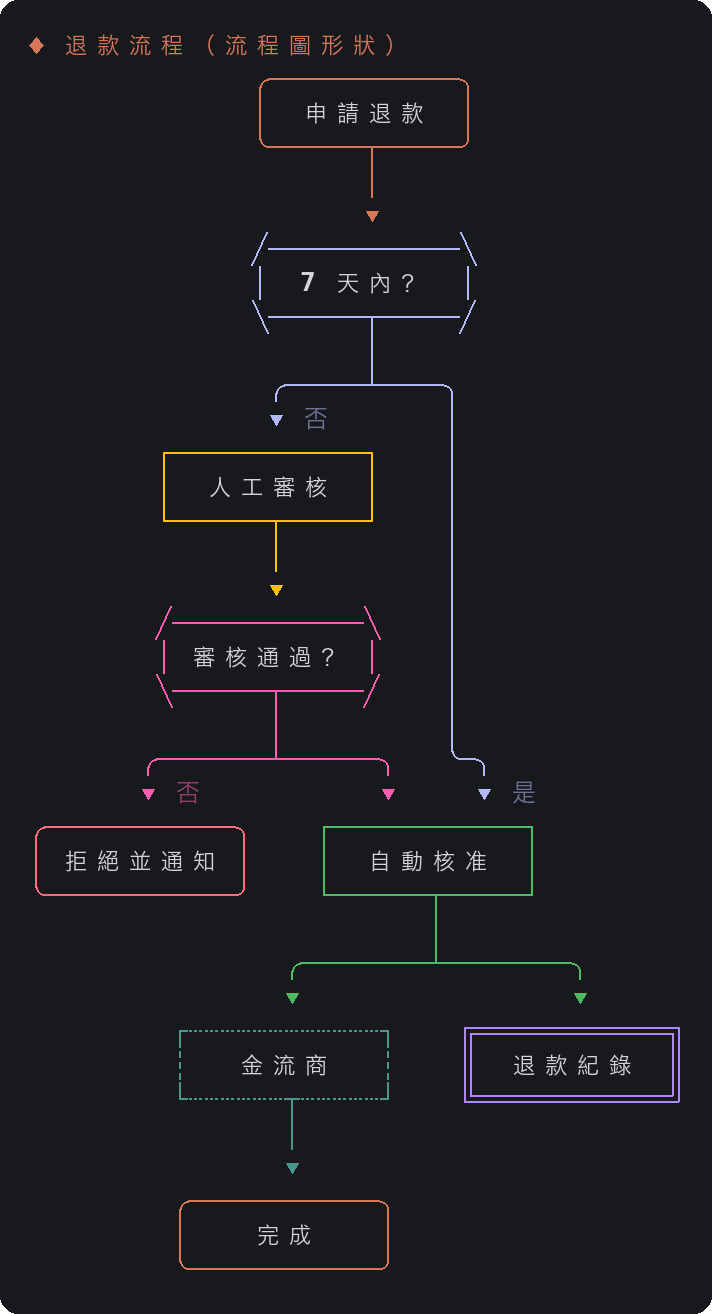 退款流程（流程圖形狀）
申請退款
7 天內？
否
人工審核
審核通過？
否
是
拒絕並通知
自動核准
金流商
退款紀錄
完成